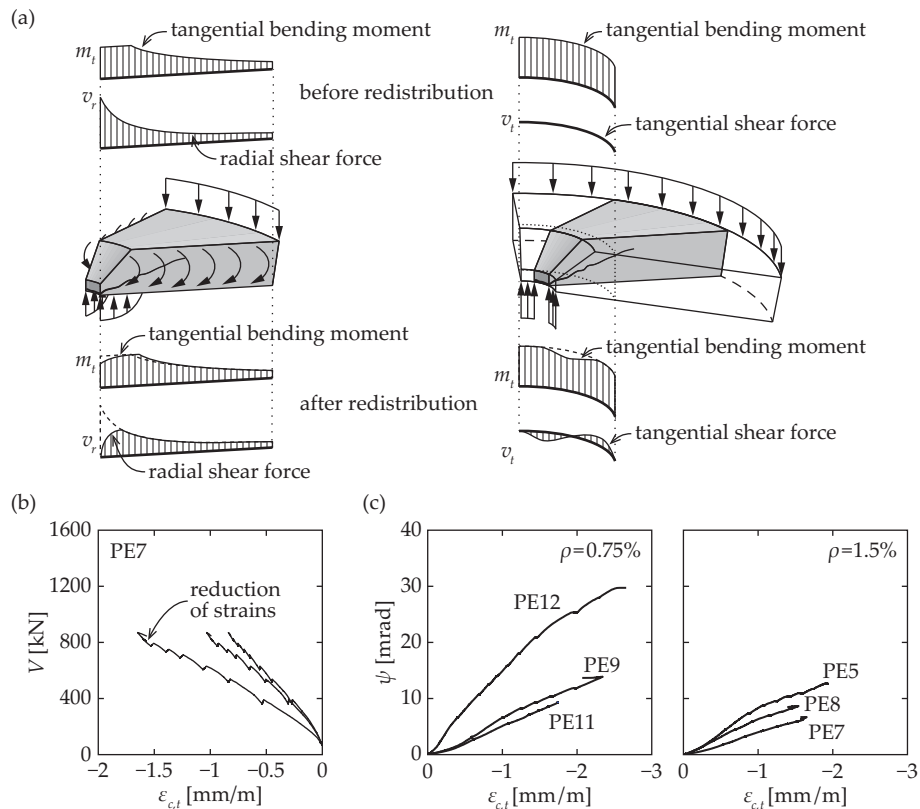 (a)
tangential bending moment
m_t
v_r
radial shear force
before redistribution
tangential bending moment
m_t
v_t
tangential shear force
tangential bending moment
m_t
v_r
radial shear force
after redistribution
tangential bending moment
m_t
v_t
tangential shear force
(b)
1600
1200
800
400
0
V [kN]
PE7
reduction
of strains
−2 −1.5 −1 −0.5 0
ε_{c,t} [mm/m]
(c)
40
30
20
10
0
ψ [mrad]
ρ=0.75%
PE12
PE9
PE11
0 −1 −2 −3
ε_{c,t} [mm/m]
ρ=1.5%
PE5
PE8
PE7
0 −1 −2 −3
ε_{c,t} [mm/m]